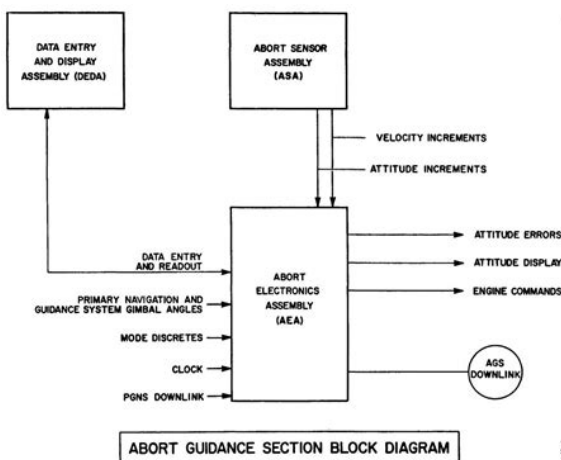 DATA ENTRY
AND DISPLAY
ASSEMBLY (DEDA)
ABORT SENSOR
ASSEMBLY
(ASA)
VELOCITY INCREMENTS
ATTITUDE INCREMENTS
DATA ENTRY
AND READOUT
PRIMARY NAVIGATION AND
GUIDANCE SYSTEM GIMBAL ANGLES
MODE DISCRETES
CLOCK
PGNS DOWNLINK
ABORT
ELECTRONICS
ASSEMBLY
(AEA)
ATTITUDE ERRORS
ATTITUDE DISPLAY
ENGINE COMMANDS
AGS
DOWNLINK
ABORT GUIDANCE SECTION BLOCK DIAGRAM